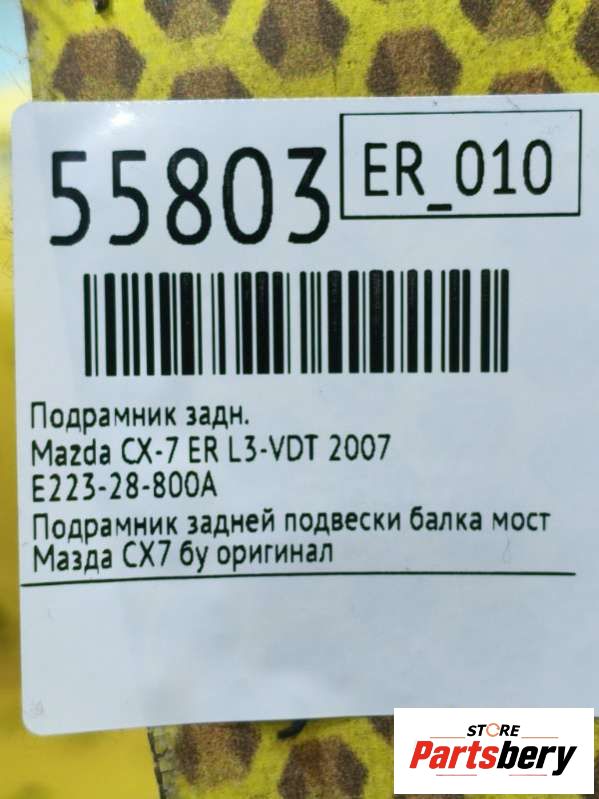 55803
ER_010
Подрамник задн.
Mazda CX-7 ER L3-VDT 2007
E223-28-800A
Подрамник задней подвески балка мост
Мазда СХ7 бу оригинал
STORE
Partsbery